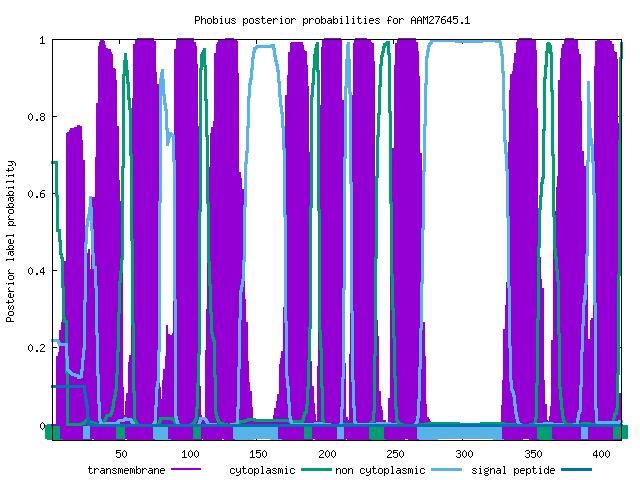 Phobius posterior probabilities for AAM27645.1
Posterior label probability
1
0.8
0.6
0.4
0.2
0
50 100 150 200 250 300 350 400
transmembrane cytoplasmic non cytoplasmic signal peptide